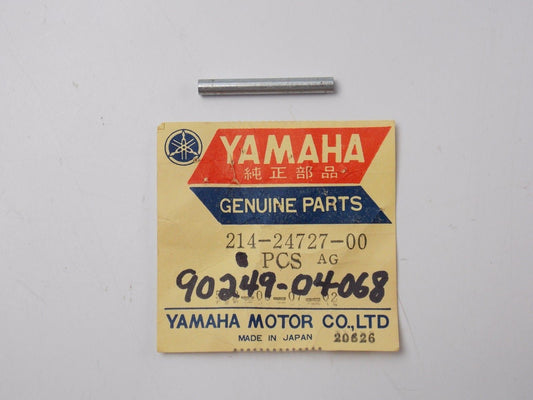 YAMAHA
純正部品
GENUINE PARTS
214-24727-00
PCS AG
90249-04068
YAMAHA MOTOR CO.,LTD
MADE IN JAPAN 20626